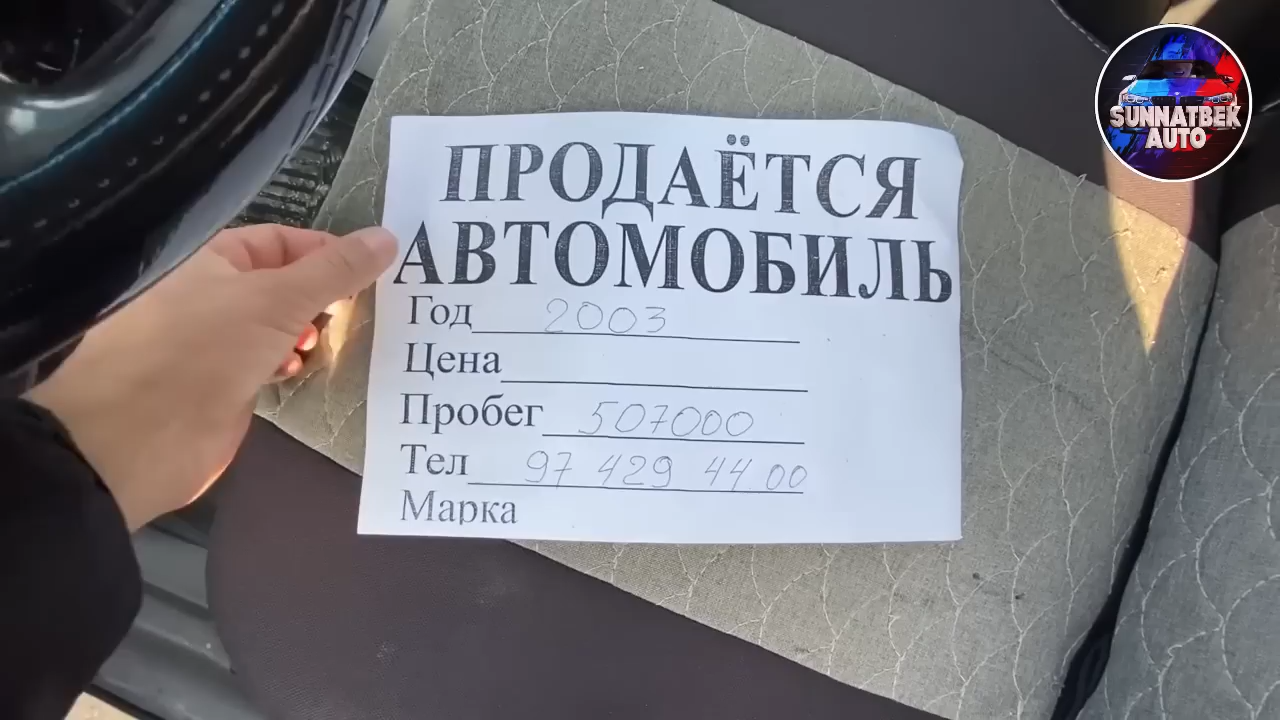 SUNNATBEK
AUTO
ПРОДАЁТСЯ
АВТОМОБИЛЬ
Год 2003
Цена
Пробег 507000
Тел 97 429 44 00
Марка